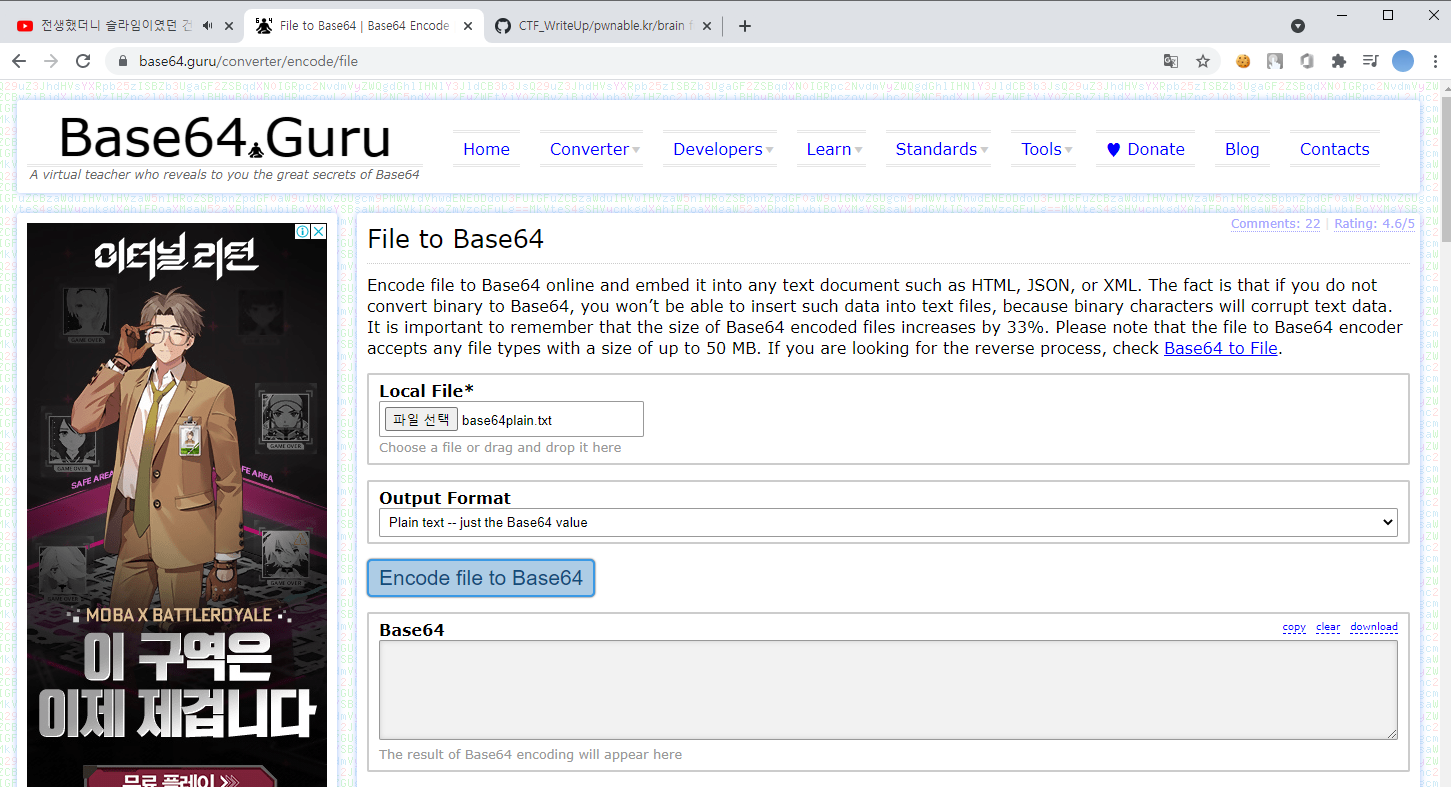 전생했더니 슬라임이였던 건
File to Base64 | Base64 Encode
CTF_WriteUp/pwnable.kr/brain f
base64.guru/converter/encode/file
Base64.Guru
A virtual teacher who reveals to you the great secrets of Base64
Home
Converter
Developers
Learn
Standards
Tools
♥ Donate
Blog
Contacts
Comments: 22 | Rating: 4.6/5
File to Base64
Encode file to Base64 online and embed it into any text document such as HTML, JSON, or XML. The fact is that if you do not
convert binary to Base64, you won’t be able to insert such data into text files, because binary characters will corrupt text data.
It is important to remember that the size of Base64 encoded files increases by 33%. Please note that the file to Base64 encoder
accepts any file types with a size of up to 50 MB. If you are looking for the reverse process, check Base64 to File.
Local File*
파일 선택 base64plain.txt
Choose a file or drag and drop it here
Output Format
Plain text -- just the Base64 value
Encode file to Base64
Base64
copy clear download
The result of Base64 encoding will appear here
이터널 리턴
GAME OVER
GAME OVER
GAME OVER
SAFE AREA
SAFE AREA
GAME OVER
MOBA X BATTLEROYALE
이 구역은
이제 제겁니다
무료 플레이